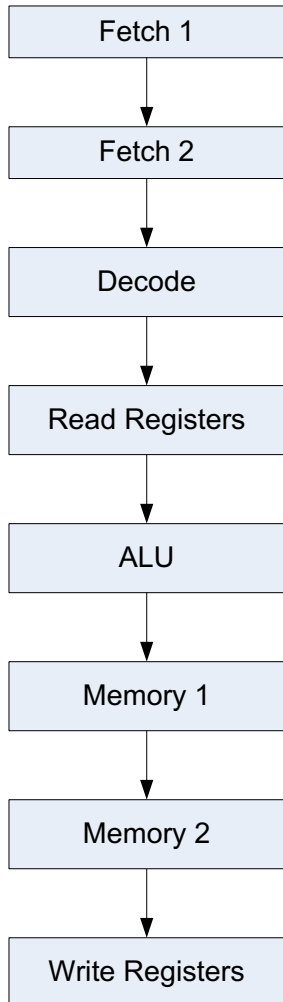 Fetch 1
Fetch 2
Decode
Read Registers
ALU
Memory 1
Memory 2
Write Registers